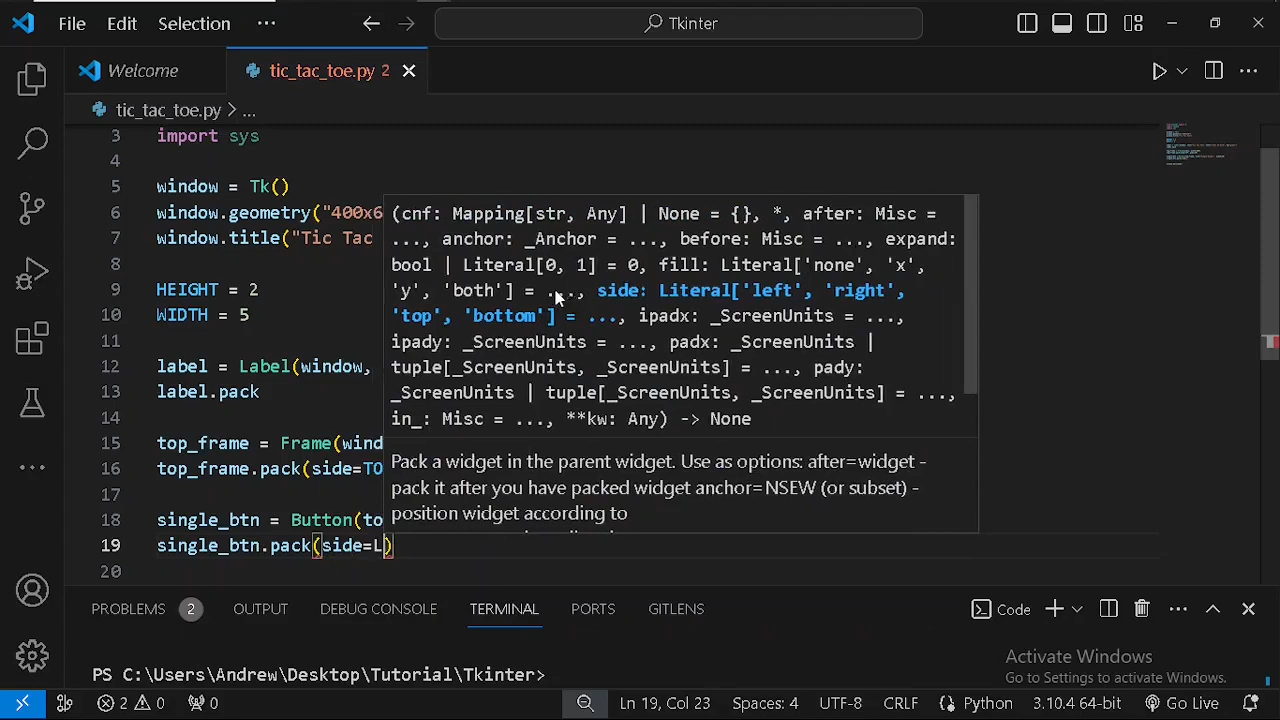 File Edit Selection ··· Tkinter
Welcome tic_tac_toe.py 2
tic_tac_toe.py > ...
3 import sys
4
5 window = Tk()
6 window.geometry("400x6
7 window.title("Tic Tac
8
9 HEIGHT = 2
10 WIDTH = 5
11
12 label = Label(window,
13 label.pack
14
15 top_frame = Frame(wind
16 top_frame.pack(side=TO
17
18 single_btn = Button(to
19 single_btn.pack(side=L)
20
(cnf: Mapping[str, Any] | None = {}, *, after: Misc =
..., anchor: _Anchor = ..., before: Misc = ..., expand:
bool | Literal[0, 1] = 0, fill: Literal['none', 'x',
'y', 'both'] = ..., side: Literal['left', 'right',
'top', 'bottom'] = ..., ipadx: _ScreenUnits = ...,
ipady: _ScreenUnits = ..., padx: _ScreenUnits |
tuple[_ScreenUnits, _ScreenUnits] = ..., pady:
_ScreenUnits | tuple[_ScreenUnits, _ScreenUnits] = ...,
in_: Misc = ..., **kw: Any) -> None
Pack a widget in the parent widget. Use as options: after=widget -
pack it after you have packed widget anchor=NSEW (or subset) -
position widget according to
PROBLEMS 2 OUTPUT DEBUG CONSOLE TERMINAL PORTS GITLENS Code
PS C:\Users\Andrew\Desktop\Tutorial\Tkinter>
Activate Windows
Go to Settings to activate Windows.
2 0 0 Ln 19, Col 23 Spaces: 4 UTF-8 CRLF Python 3.10.4 64-bit Go Live